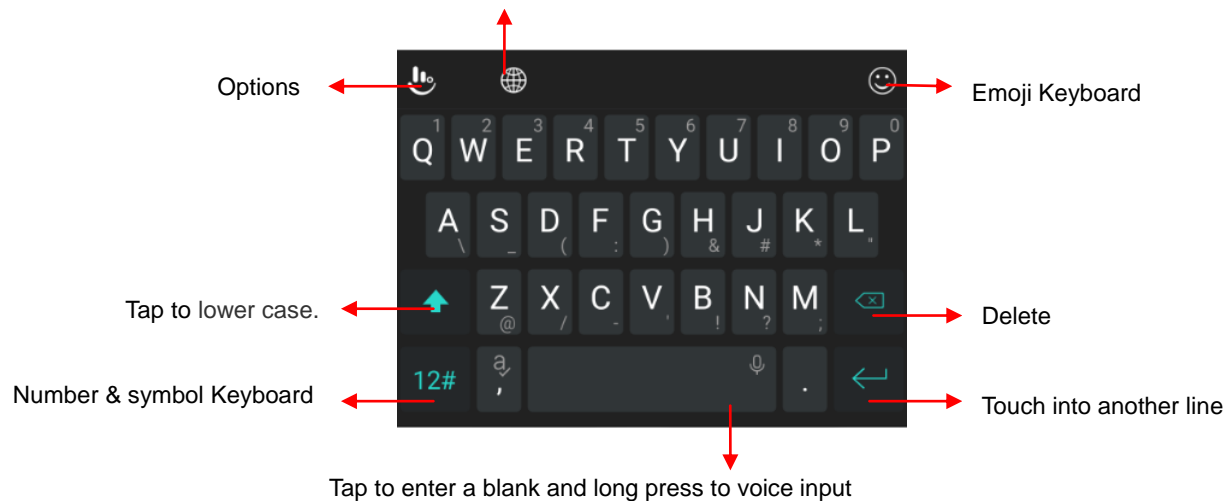 Options
Emoji Keyboard
1 2 3 4 5 6 7 8 9 0
Q W E R T Y U I O P
A S D F G H J K L
\ _ ( : ) & # * "
Tap to lower case.
Z X C V B N M
@ / - ' ! ? ;
Delete
Number & symbol Keyboard
12# a , .
Touch into another line
Tap to enter a blank and long press to voice input